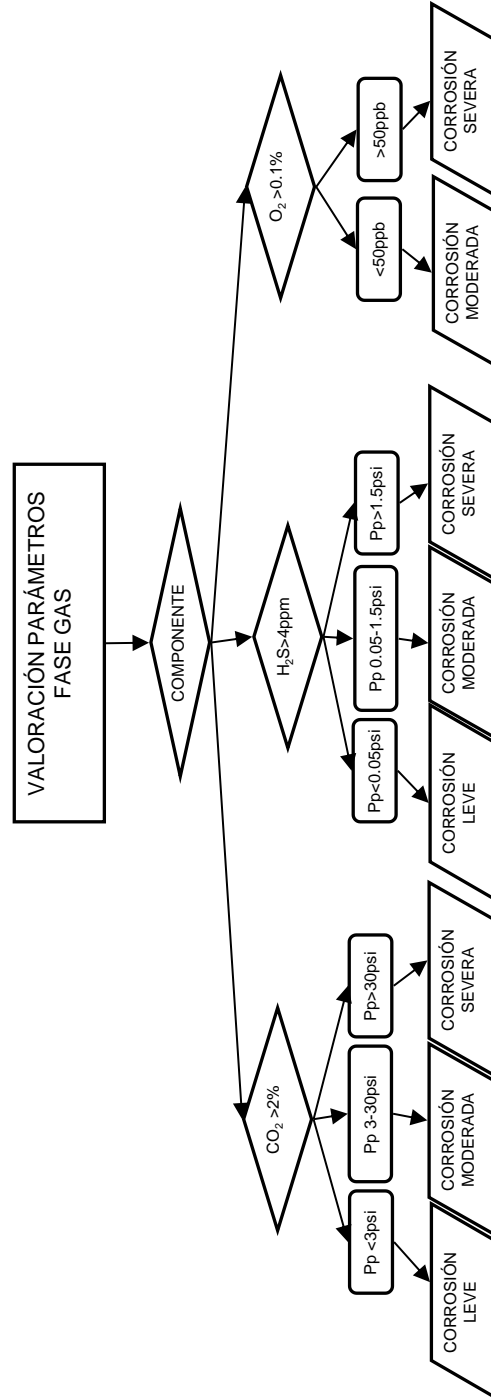 VALORACIÓN PARÁMETROS
FASE GAS
COMPONENTE
CO2 >2%
H2S>4ppm
O2 >0.1%
Pp <3psi
Pp 3-30psi
Pp>30psi
Pp<0.05psi
Pp 0.05-1.5psi
Pp>1.5psi
<50ppb
>50ppb
CORROSIÓN
LEVE
CORROSIÓN
MODERADA
CORROSIÓN
SEVERA
CORROSIÓN
LEVE
CORROSIÓN
MODERADA
CORROSIÓN
SEVERA
CORROSIÓN
MODERADA
CORROSIÓN
SEVERA